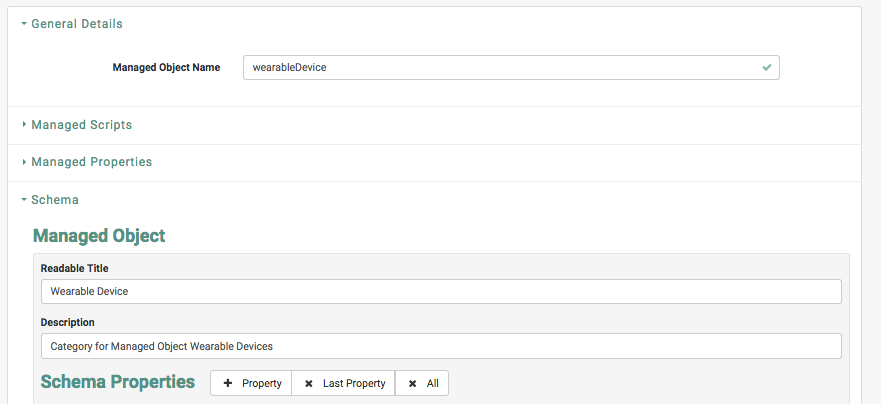 General Details
Managed Object Name wearableDevice
Managed Scripts
Managed Properties
Schema
Managed Object
Readable Title
Wearable Device
Description
Category for Managed Object Wearable Devices
Schema Properties Property Last Property All